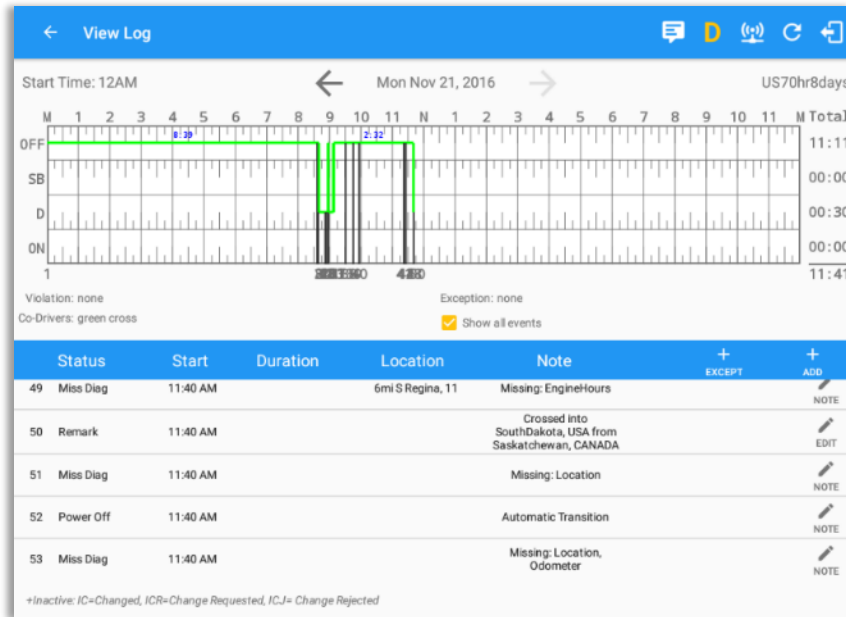 View Log
D
Start Time: 12AM
Mon Nov 21, 2016
US70hr8days
M 1 2 3 4 5 6 7 8 9 10 11 N 1 2 3 4 5 6 7 8 9 10 11 M Total
8:39
2:32
OFF 11:11
SB 00:00
D 00:30
ON 00:00
1
11:41
Violation: none
Exception: none
Co-Drivers: green cross
Show all events
Status Start Duration Location Note + EXCEPT + ADD
49 Miss Diag 11:40 AM 6mi S Regina, 11 Missing: EngineHours NOTE
50 Remark 11:40 AM Crossed into
SouthDakota, USA from
Saskatchewan, CANADA EDIT
51 Miss Diag 11:40 AM Missing: Location NOTE
52 Power Off 11:40 AM Automatic Transition NOTE
53 Miss Diag 11:40 AM Missing: Location,
Odometer NOTE
+Inactive: IC=Changed, ICR=Change Requested, ICJ= Change Rejected